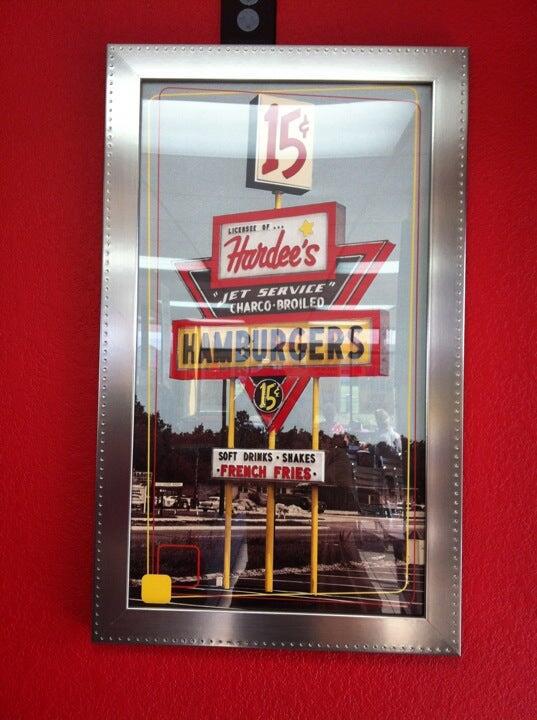 15¢
LICENSEE OF...
Hardee's
"JET SERVICE"
CHARCO-BROILED
HAMBURGERS
15¢
SOFT DRINKS · SHAKES
·FRENCH FRIES·